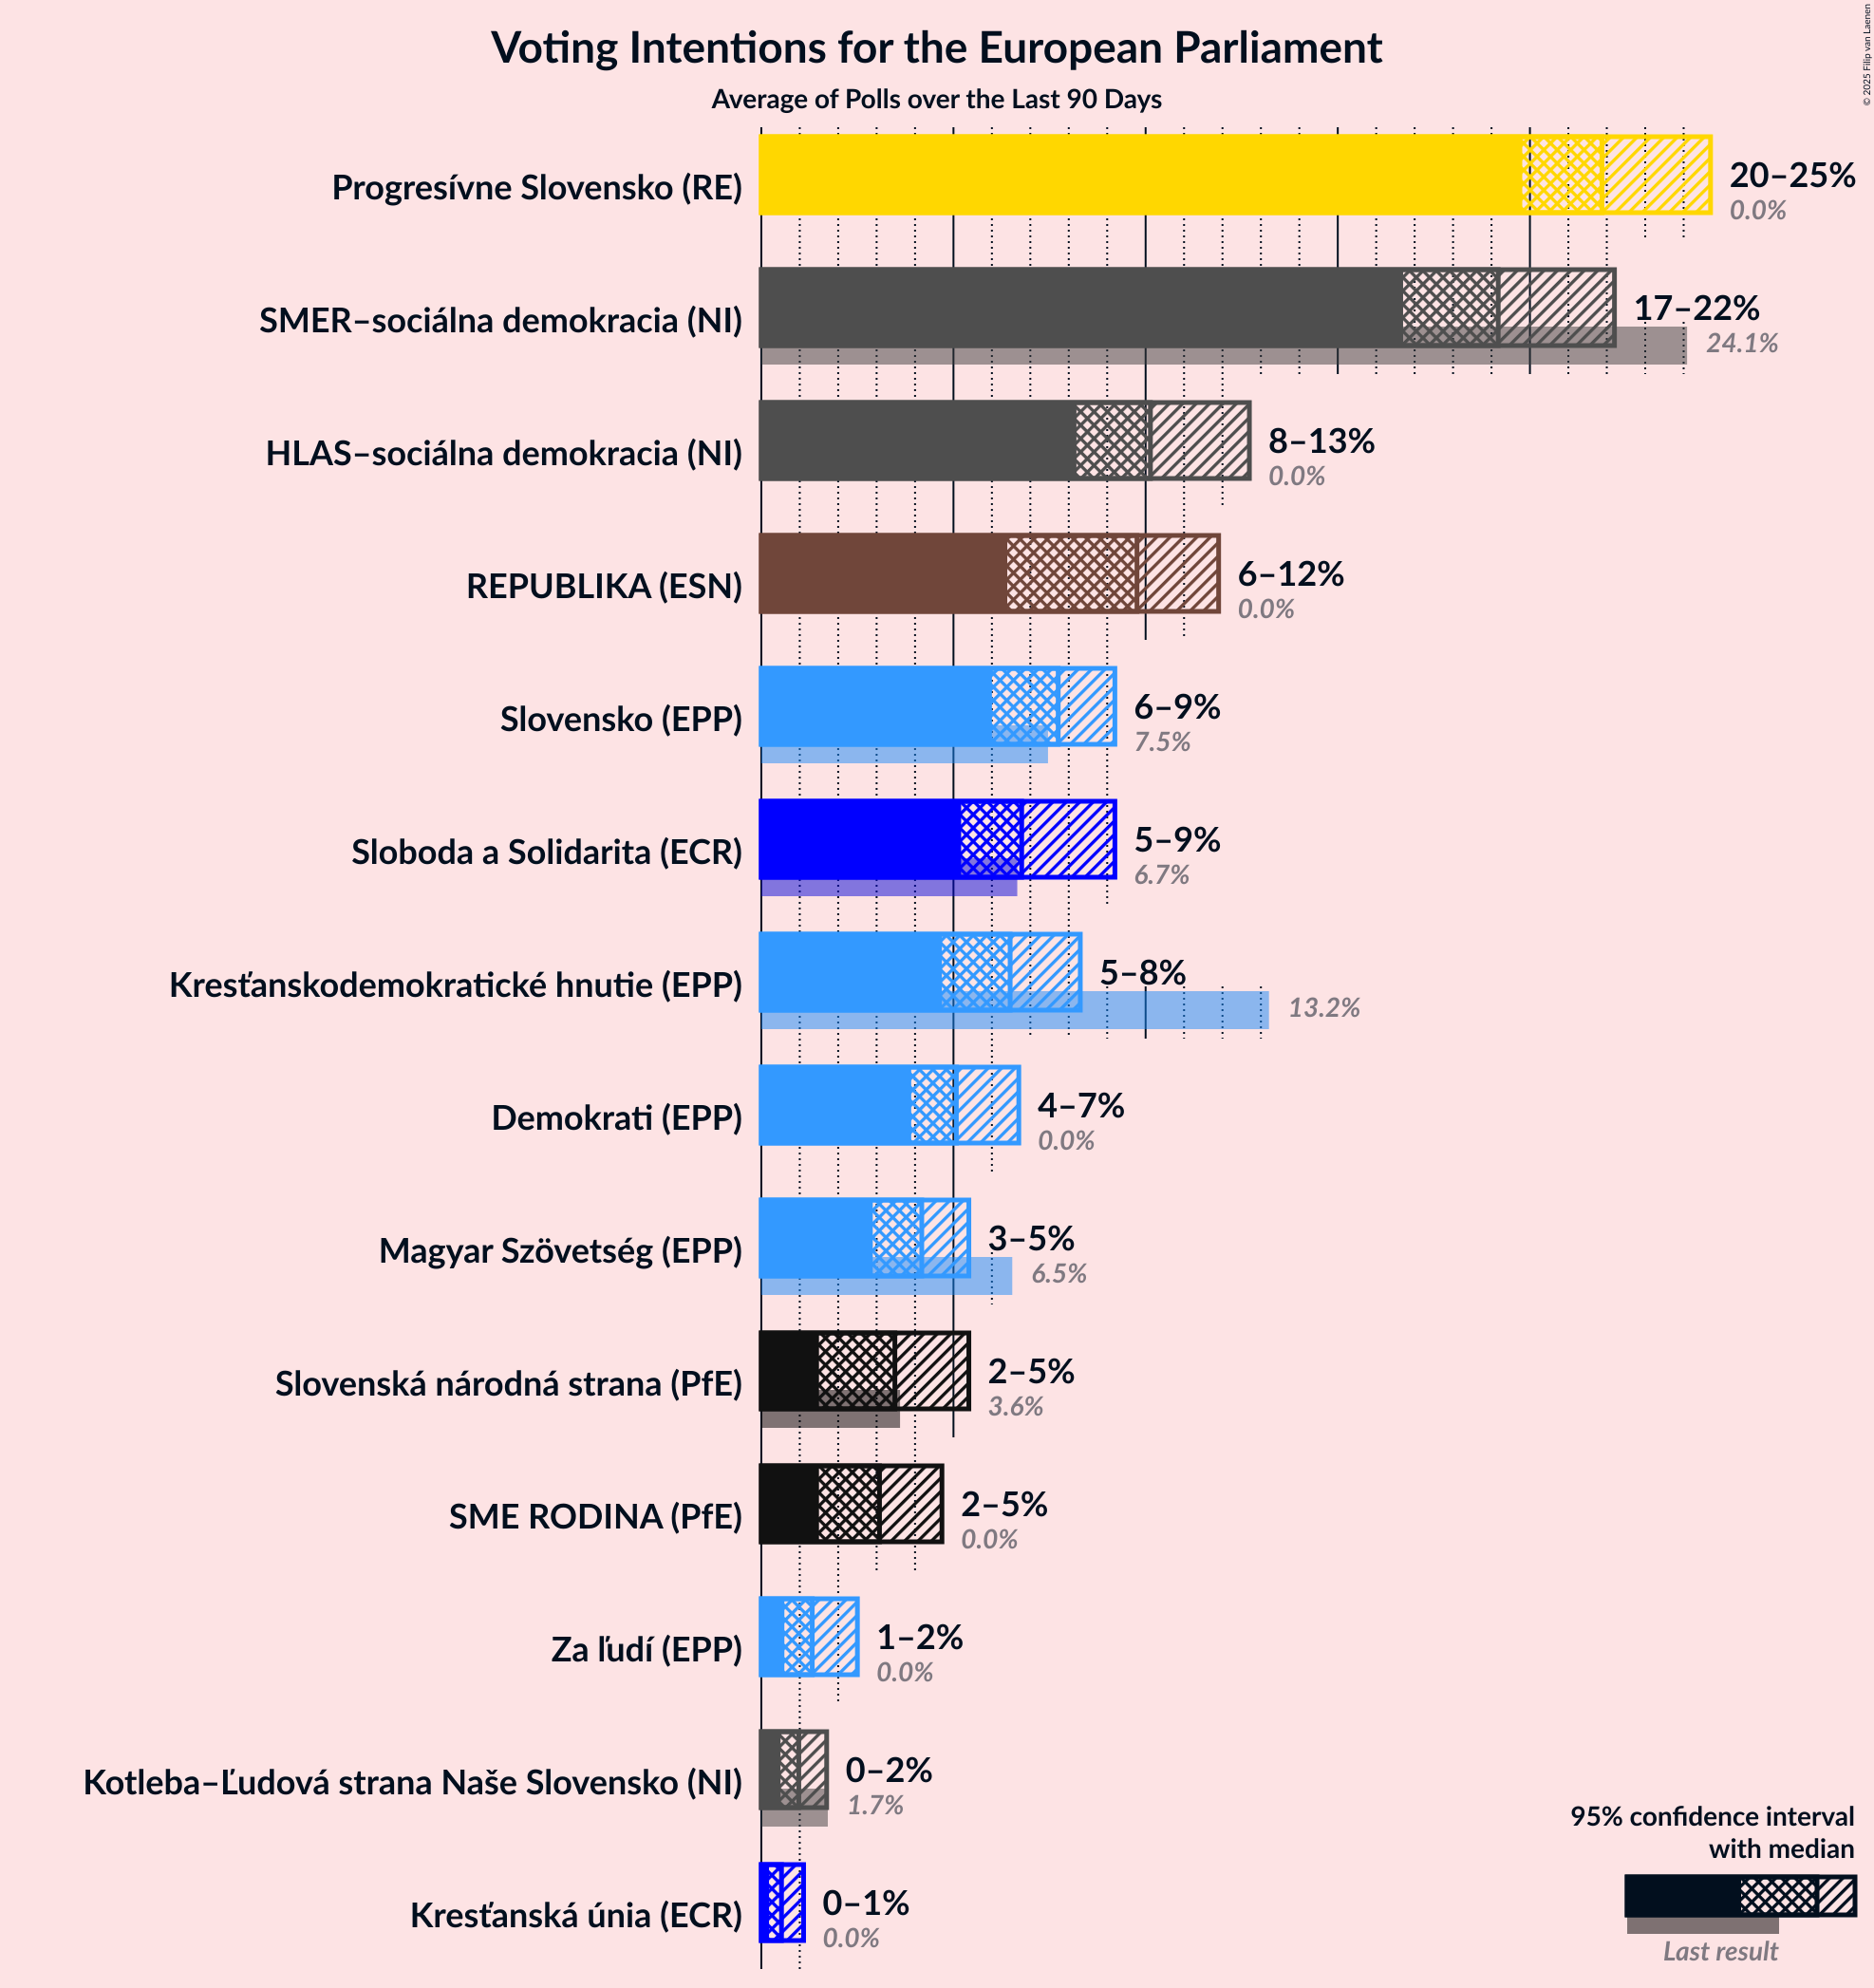 Voting Intentions for the European Parliament
Average of Polls over the Last 90 Days
© 2025 Filip van Laenen
Progresívne Slovensko (RE)
20–25%
0.0%
SMER–sociálna demokracia (NI)
17–22%
24.1%
HLAS–sociálna demokracia (NI)
8–13%
0.0%
REPUBLIKA (ESN)
6–12%
0.0%
Slovensko (EPP)
6–9%
7.5%
Sloboda a Solidarita (ECR)
5–9%
6.7%
Kresťanskodemokratické hnutie (EPP)
5–8%
13.2%
Demokrati (EPP)
4–7%
0.0%
Magyar Szövetség (EPP)
3–5%
6.5%
Slovenská národná strana (PfE)
2–5%
3.6%
SME RODINA (PfE)
2–5%
0.0%
Za ľudí (EPP)
1–2%
0.0%
Kotleba–Ľudová strana Naše Slovensko (NI)
0–2%
1.7%
Kresťanská únia (ECR)
0–1%
0.0%
95% confidence interval
with median
Last result